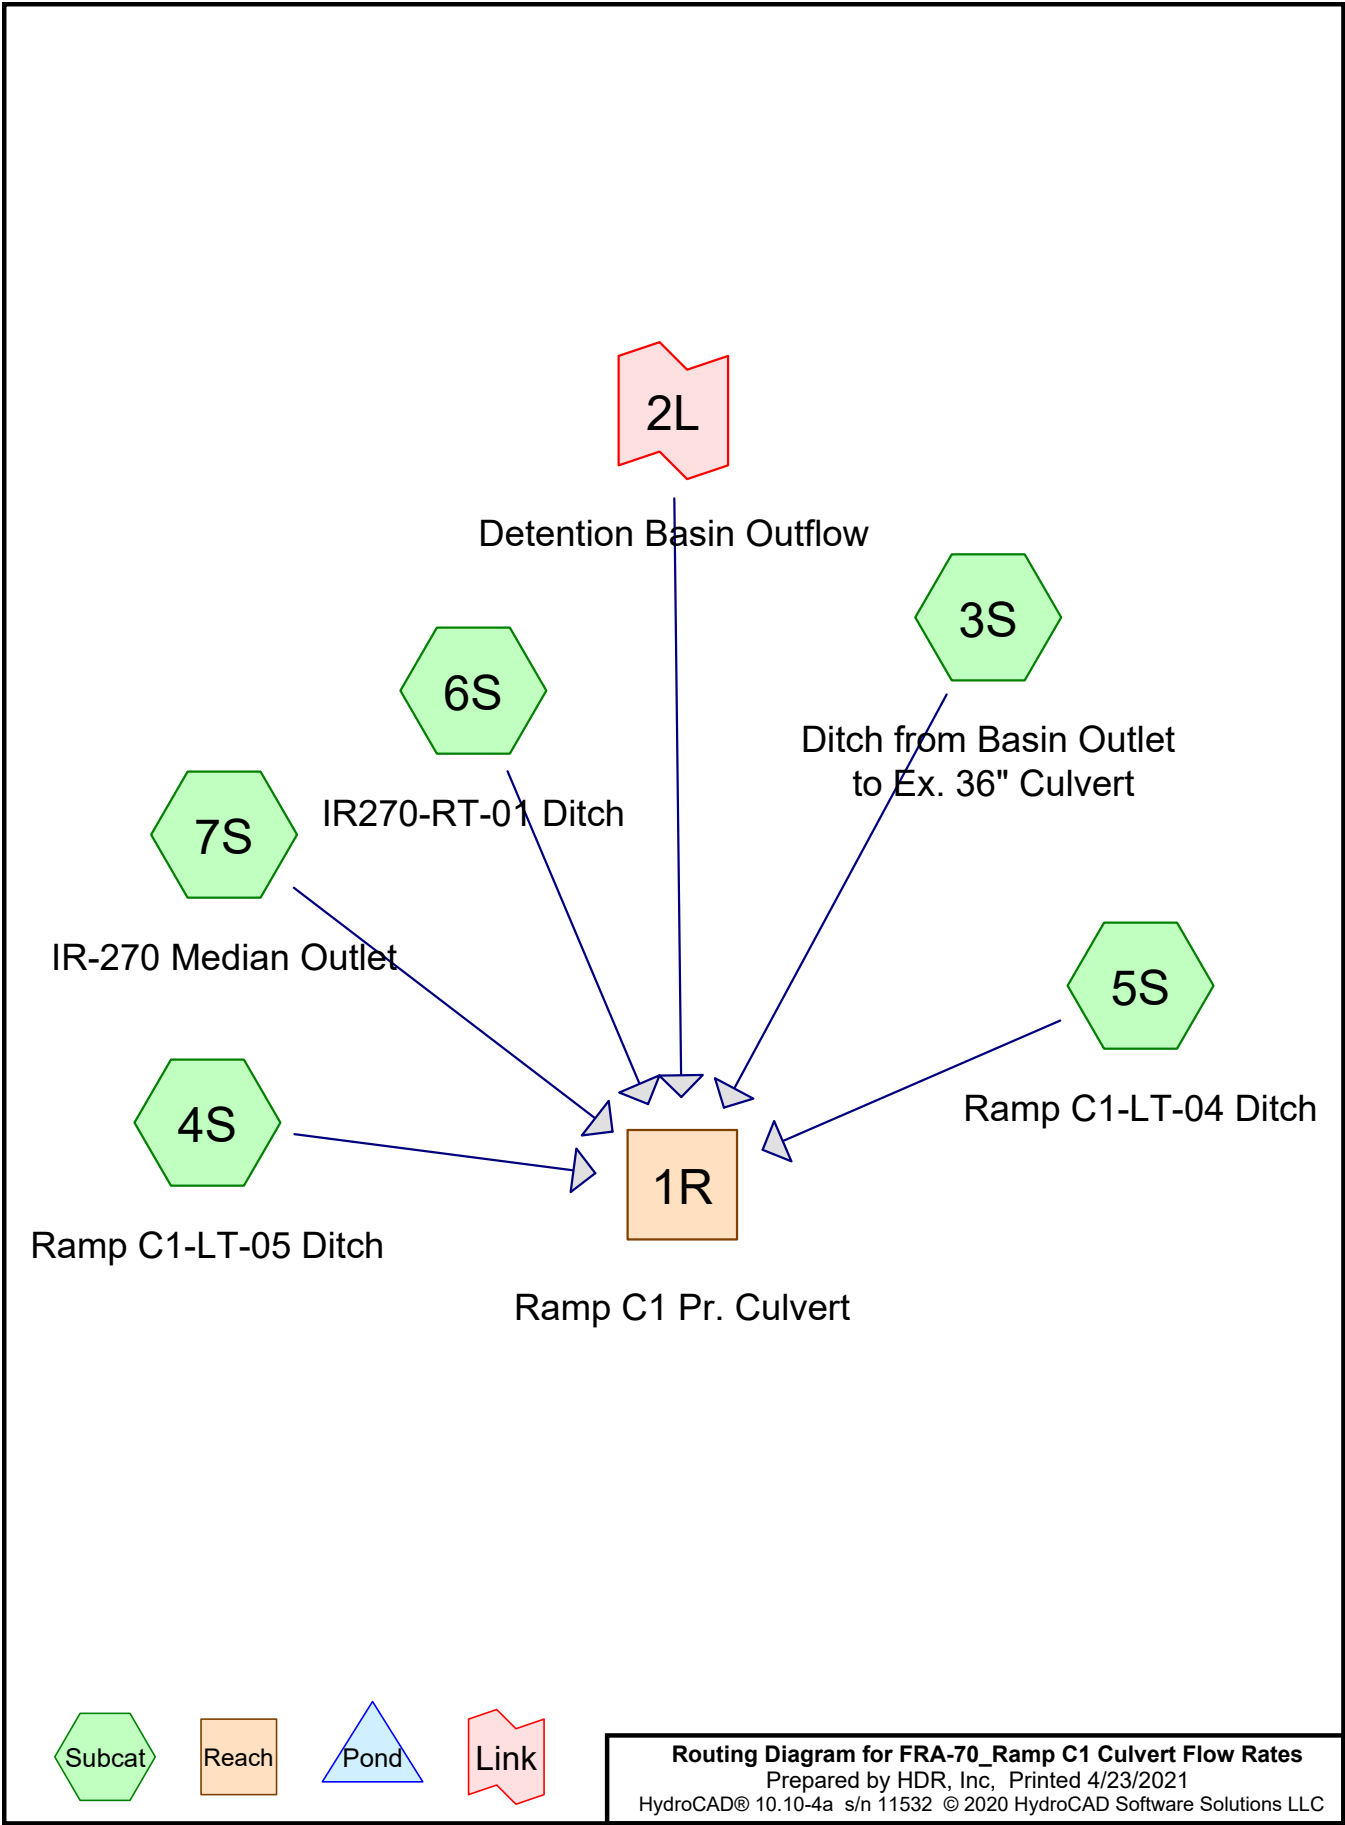 2L
Detention Basin Outflow
3S
Ditch from Basin Outlet
to Ex. 36" Culvert
6S
IR270-RT-01 Ditch
7S
IR-270 Median Outlet
5S
Ramp C1-LT-04 Ditch
4S
Ramp C1-LT-05 Ditch
1R
Ramp C1 Pr. Culvert
Subcat
Reach
Pond
Link
Routing Diagram for FRA-70_Ramp C1 Culvert Flow Rates
Prepared by HDR, Inc,  Printed 4/23/2021
HydroCAD® 10.10-4a  s/n 11532  © 2020 HydroCAD Software Solutions LLC